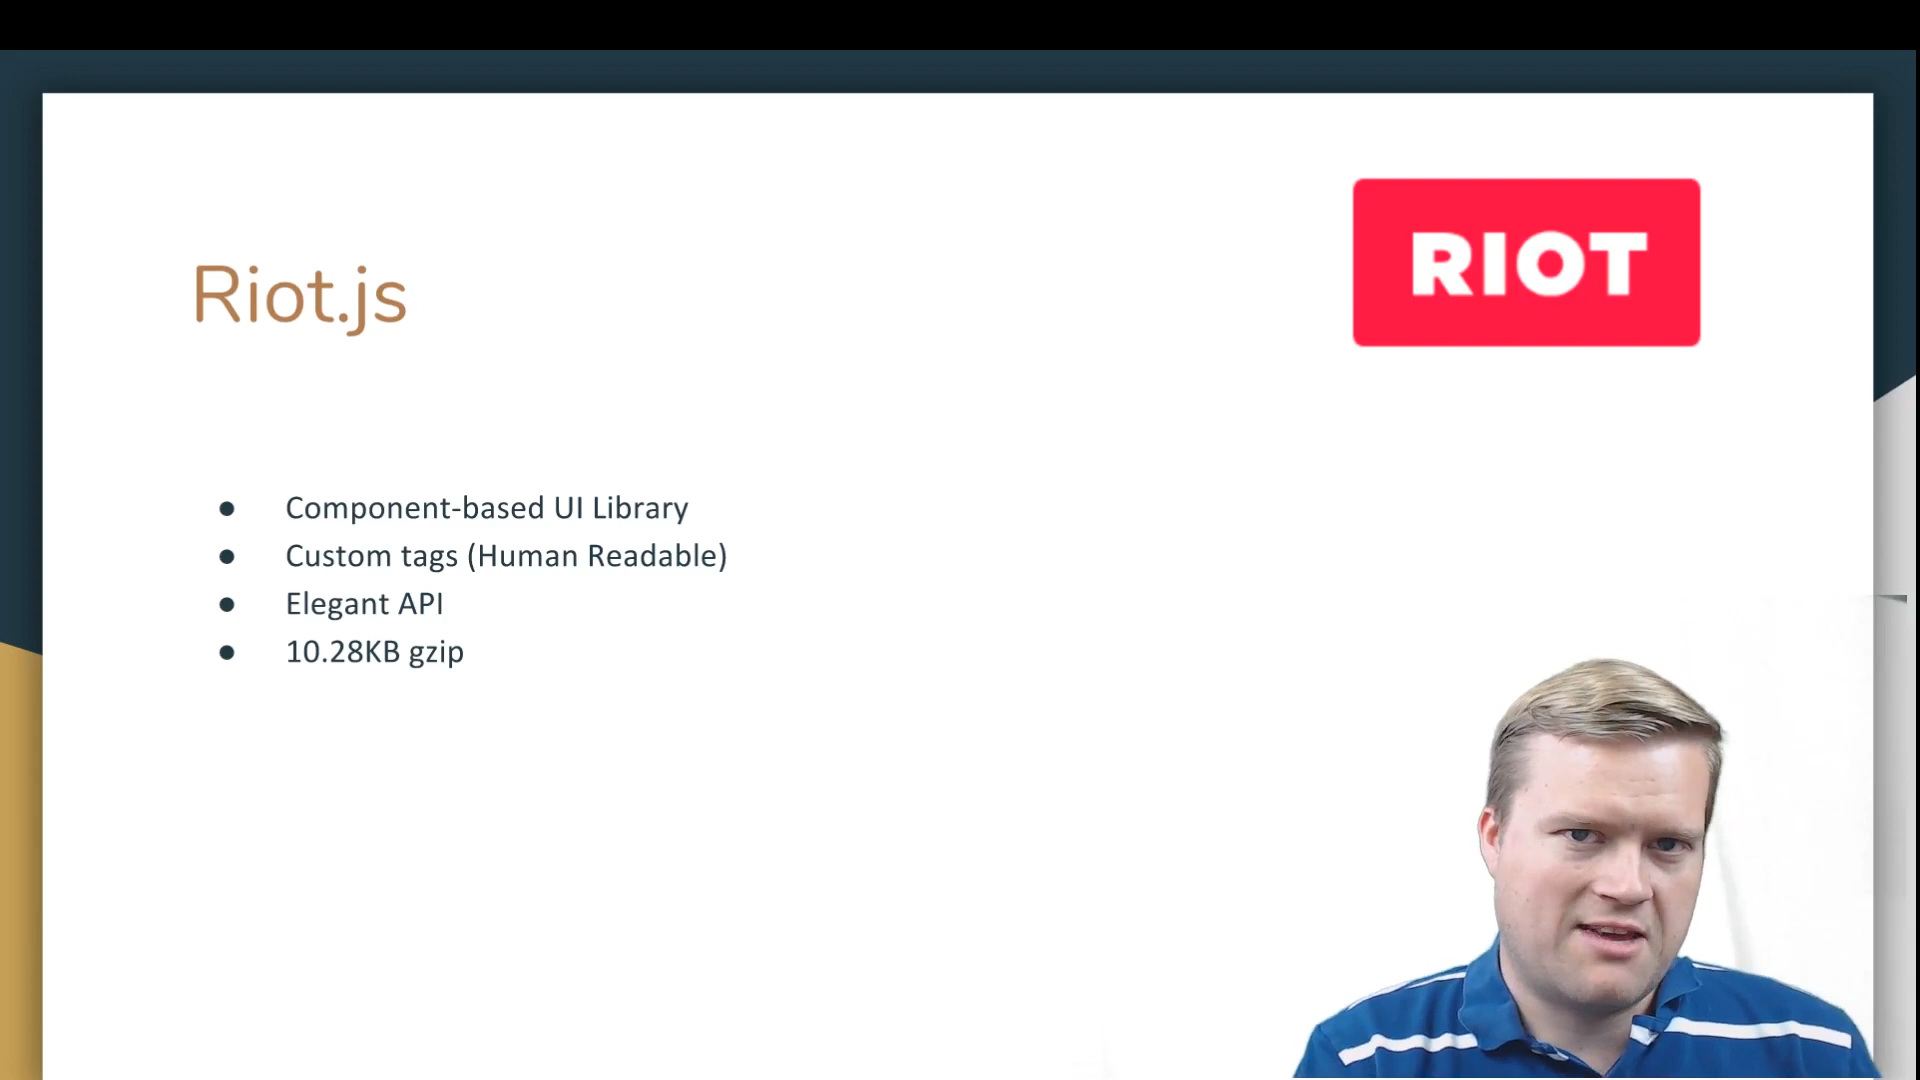 RIOT
Riot.js
● Component-based UI Library
● Custom tags (Human Readable)
● Elegant API
● 10.28KB gzip